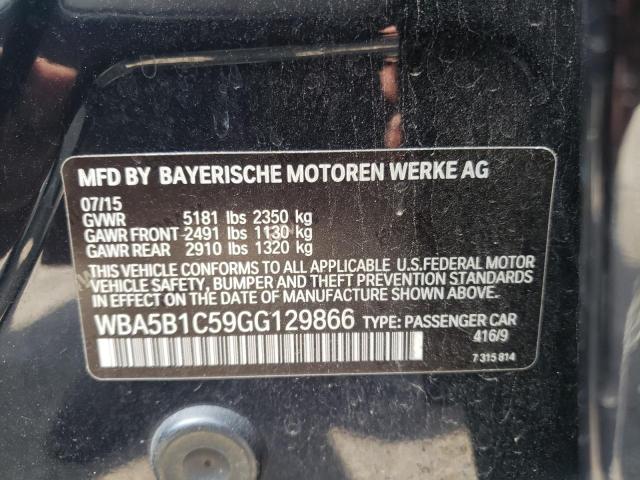 MFD BY BAYERISCHE MOTOREN WERKE AG
07/15
GVWR 5181 lbs 2350 kg
GAWR FRONT 2491 lbs 1130 kg
GAWR REAR 2910 lbs 1320 kg
THIS VEHICLE CONFORMS TO ALL APPLICABLE U.S.FEDERAL MOTOR
VEHICLE SAFETY, BUMPER AND THEFT PREVENTION STANDARDS
IN EFFECT ON THE DATE OF MANUFACTURE SHOWN ABOVE.
WBA5B1C59GG129866 TYPE: PASSENGER CAR
416/9
7 315 814